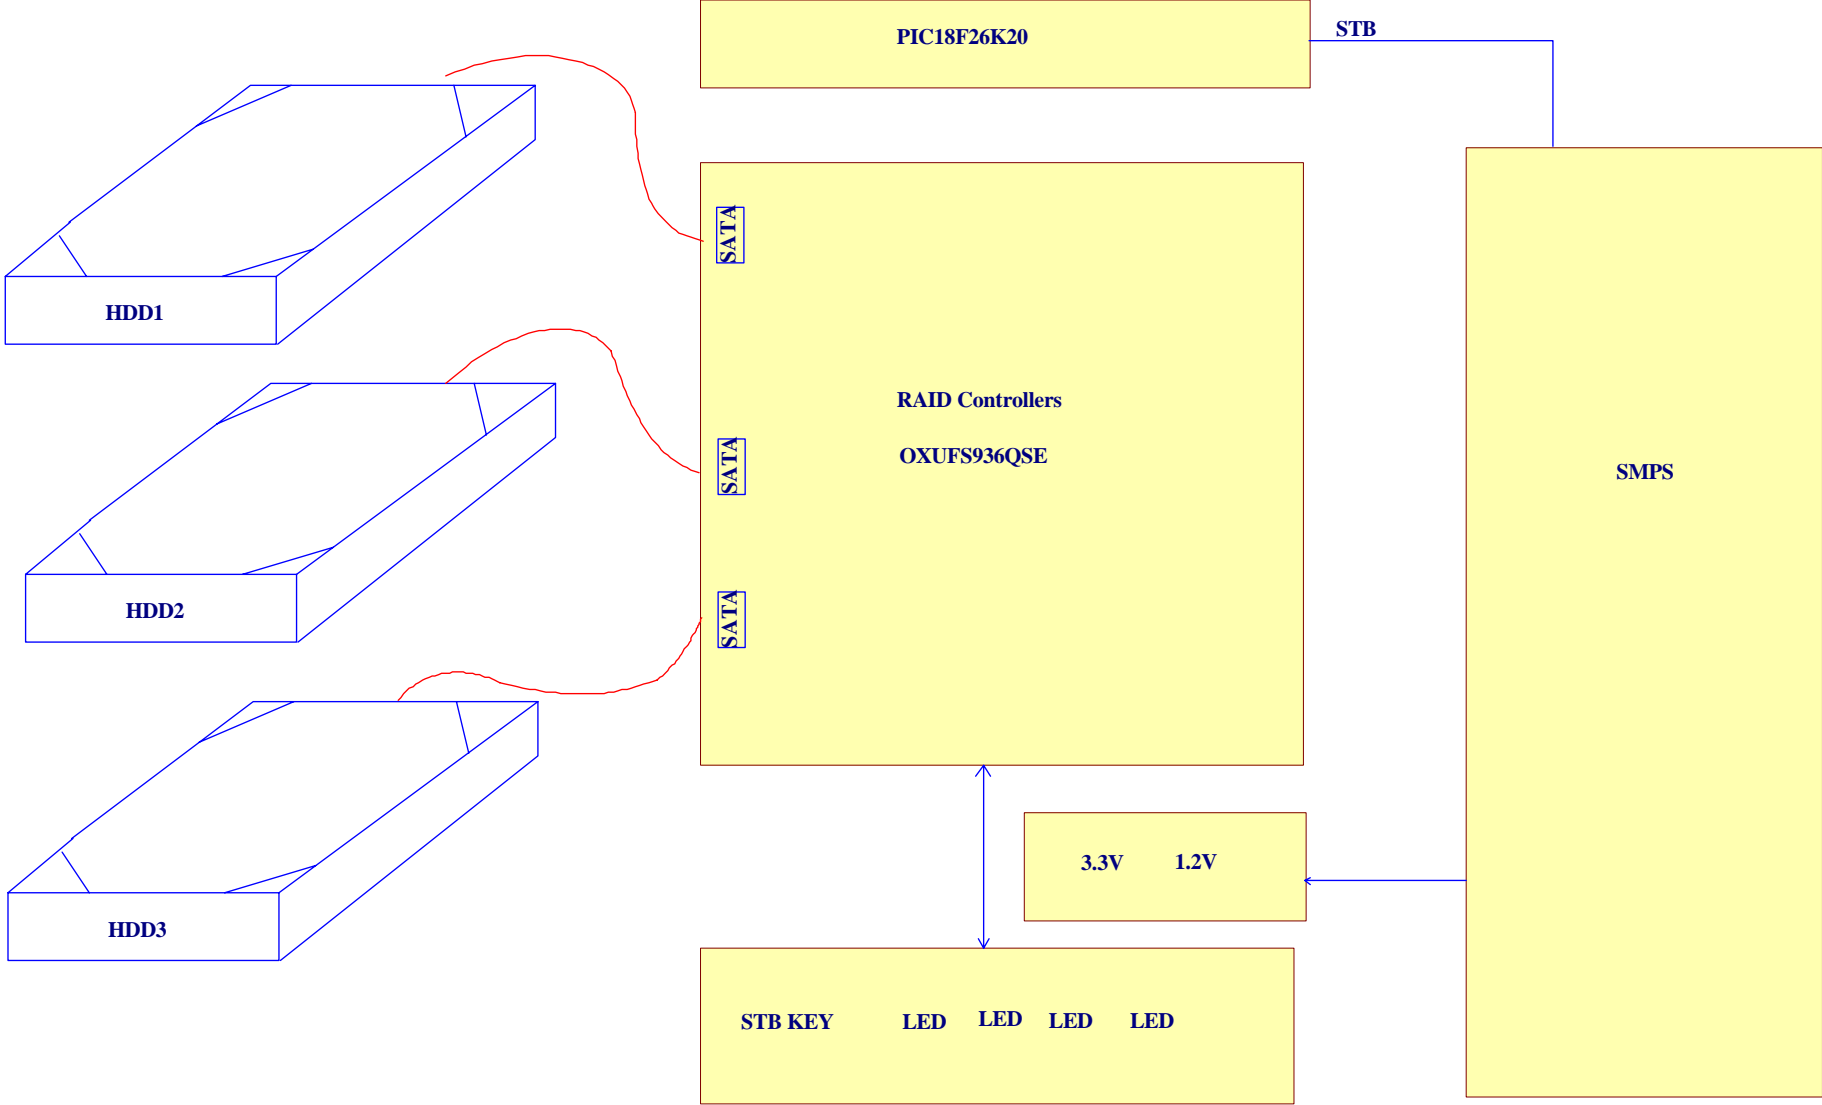 PIC18F26K20
STB
SATA
HDD1
RAID Controllers
SATA
OXUFS936QSE
SMPS
SATA
HDD2
3.3V 1.2V
HDD3
STB KEY LED LED LED LED